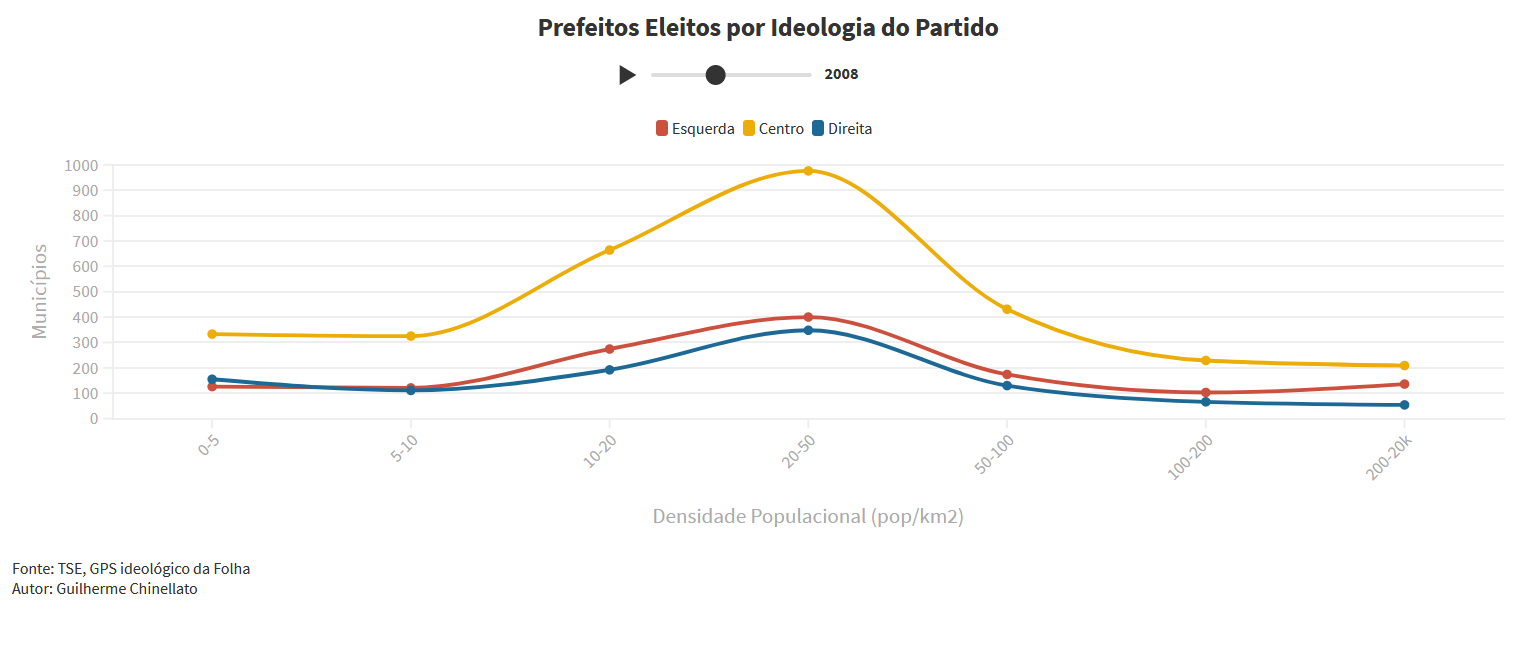 Prefeitos Eleitos por Ideologia do Partido
2008
Esquerda Centro Direita
1000
900
800
700
600
500
400
300
200
100
0
Municípios
0-5 5-10 10-20 20-50 50-100 100-200 200-20k
Densidade Populacional (pop/km2)
Fonte: TSE, GPS ideológico da Folha
Autor: Guilherme Chinellato